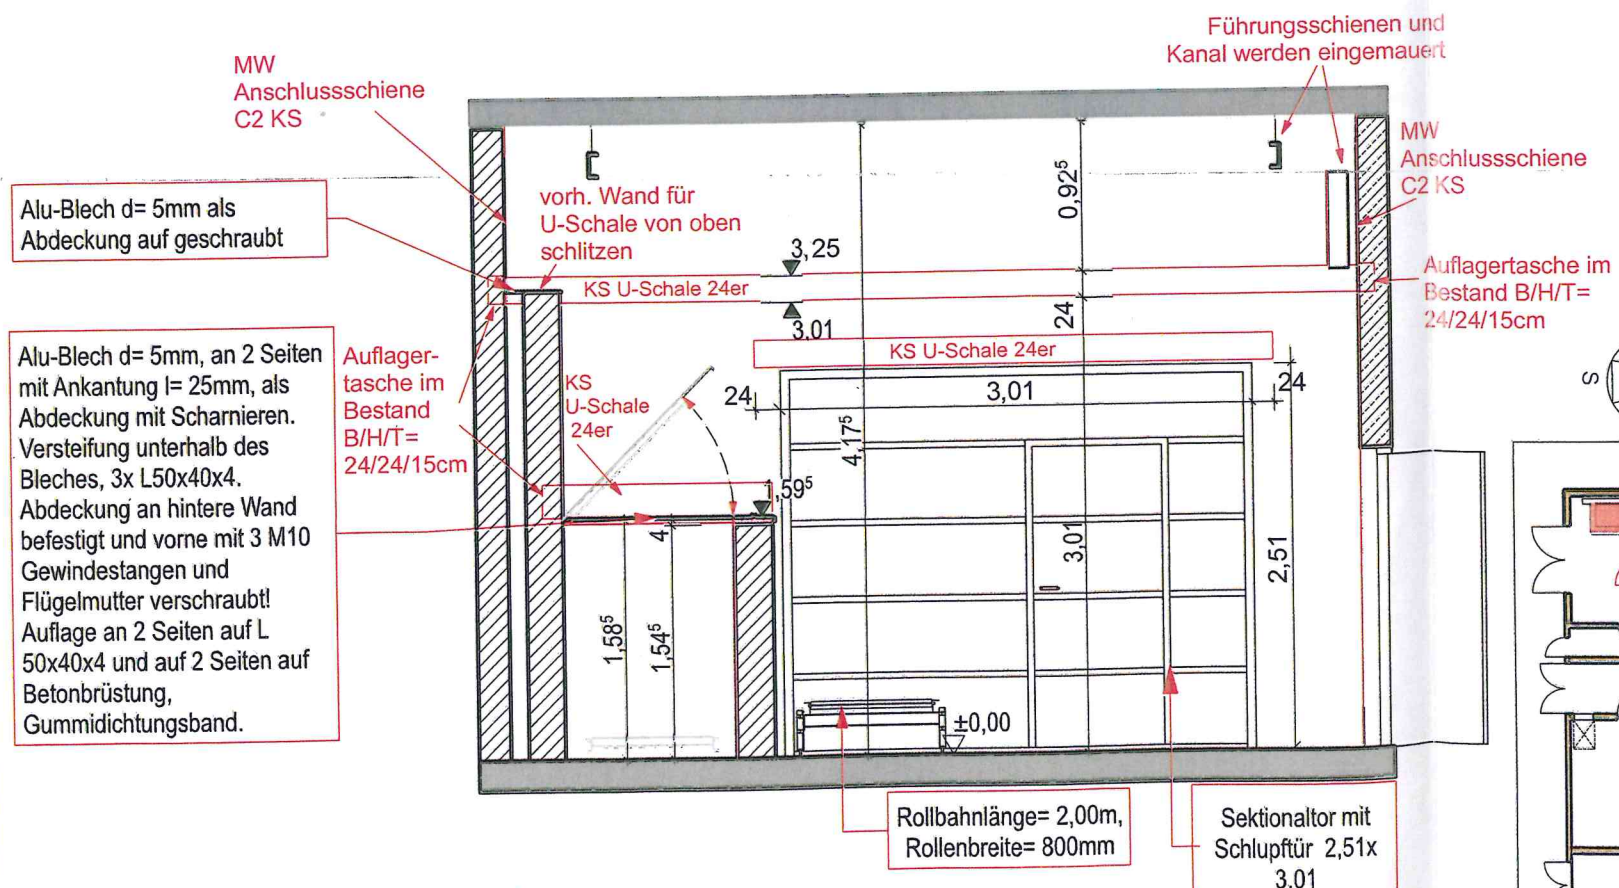 Führungsschienen und
Kanal werden eingemauert
MW
Anschlussschiene
C2 KS
MW
Anschlussschiene
C2 KS
Alu-Blech d= 5mm als
Abdeckung auf geschraubt
vorh. Wand für
U-Schale von oben
schlitzen
0,92⁵
3,25
KS U-Schale 24er
3,01
24
Auflagertasche im
Bestand B/H/T=
24/24/15cm
Alu-Blech d= 5mm, an 2 Seiten
mit Ankantung l= 25mm, als
Abdeckung mit Scharnieren.
Versteifung unterhalb des
Bleches, 3x L50x40x4.
Abdeckung an hintere Wand
befestigt und vorne mit 3 M10
Gewindestangen und
Flügelmutter verschraubt!
Auflage an 2 Seiten auf L
50x40x4 und auf 2 Seiten auf
Betonbrüstung,
Gummidichtungsband.
Auflager-
tasche im
Bestand
B/H/T=
24/24/15cm
KS
U-Schale
24er
KS U-Schale 24er
24
3,01
24
4,17⁵
1,59⁵
4
3,01
2,51
1,58⁵
1,54⁵
±0,00
S
Rollbahnlänge= 2,00m,
Rollenbreite= 800mm
Sektionaltor mit
Schlupftür 2,51x
3,01